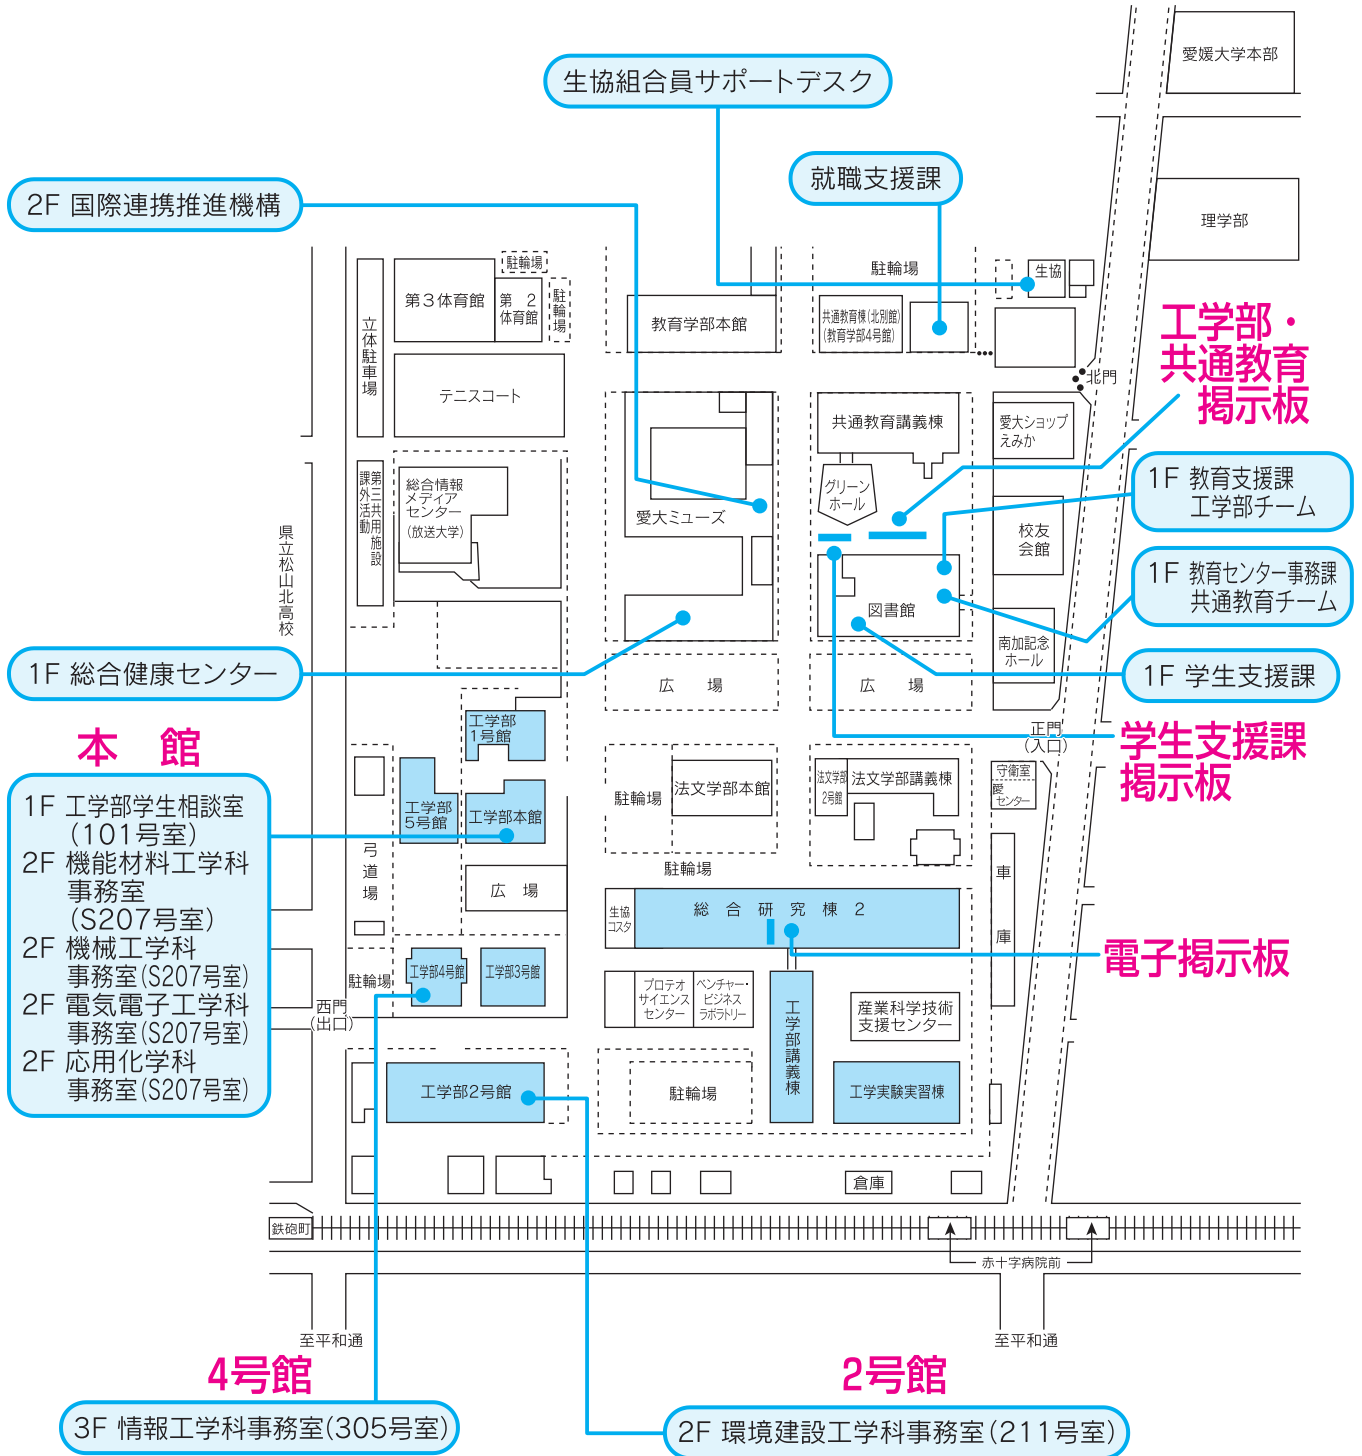 愛媛大学本部
生協組合員サポートデスク
就職支援課
2F 国際連携推進機構
理学部
駐輪場
駐輪場
生協
第3体育館
第 2
体育館
駐輪場
立体駐車場
教育学部本館
共通教育棟(北別館)
(教育学部4号館)
工学部・
共通教育
掲示板
北門
テニスコート
共通教育講義棟
愛大ショップ
えみか
第三共用施設
課外活動
総合情報
メディア
センター
(放送大学)
グリーン
ホール
1F 教育支援課
工学部チーム
愛大ミューズ
校友
会館
県立松山北高校
1F 教育センター事務課
共通教育チーム
図書館
南加記念
ホール
1F 総合健康センター
広 場
広 場
1F 学生支援課
工学部
1号館
正門
(入口)
学生支援課
掲示板
本 館
1F 工学部学生相談室
(101号室)
2F 機能材料工学科
事務室
(S207号室)
2F 機械工学科
事務室(S207号室)
2F 電気電子工学科
事務室(S207号室)
2F 応用化学科
事務室(S207号室)
工学部
5号館
工学部本館
駐輪場
法文学部本館
法文学部
2号館
法文学部講義棟
守衛室
愛
センター
弓道場
広 場
駐輪場
車庫
生協
コスタ
総合研究棟2
電子掲示板
駐輪場
工学部4号館
工学部3号館
西門
(出口)
プロテオ
サイエンス
センター
ベンチャー・
ビジネス
ラボラトリー
工学部講義棟
産業科学技術
支援センター
工学部2号館
駐輪場
工学実験実習棟
倉庫
鉄砲町
赤十字病院前
至平和通
至平和通
4号館
3F 情報工学科事務室(305号室)
2号館
2F 環境建設工学科事務室(211号室)